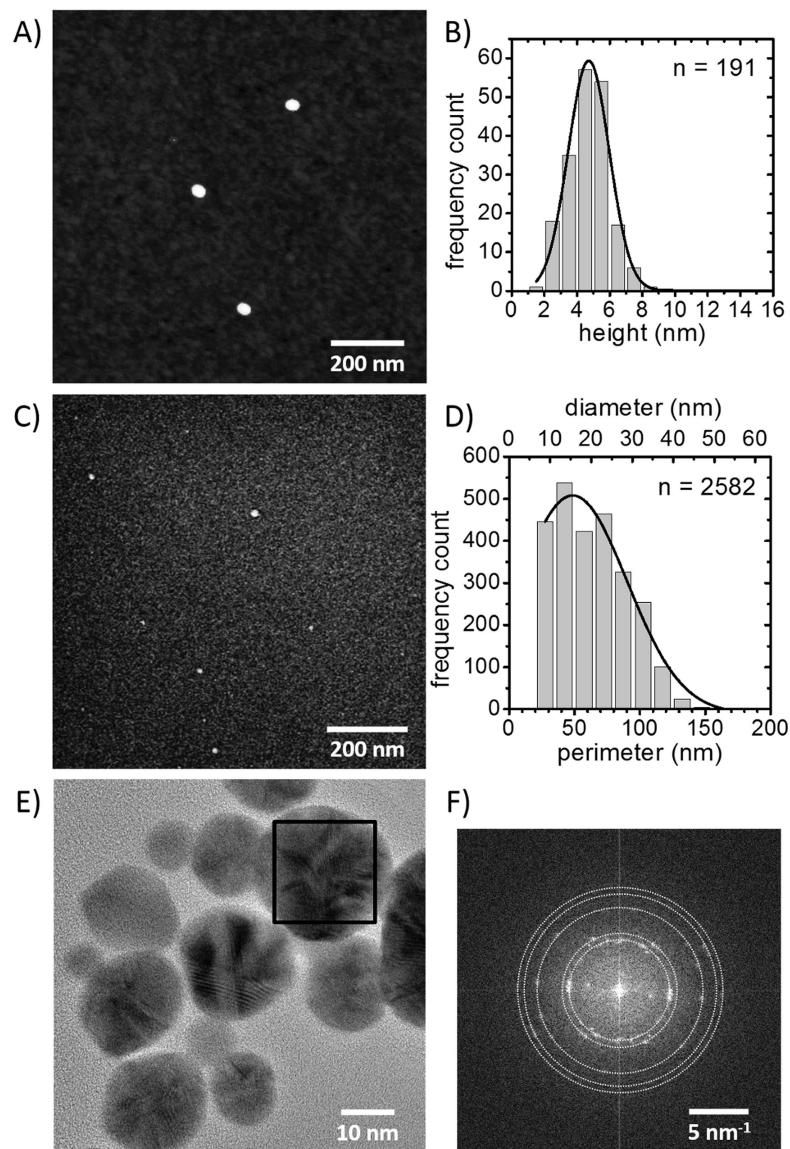 A)
200 nm
B)
n = 191
frequency count
60
50
40
30
20
10
0
0 2 4 6 8 10 12 14 16
height (nm)
C)
200 nm
D)
diameter (nm)
0 10 20 30 40 50 60
n = 2582
frequency count
600
500
400
300
200
100
0
0 50 100 150 200
perimeter (nm)
E)
10 nm
F)
5 nm⁻¹